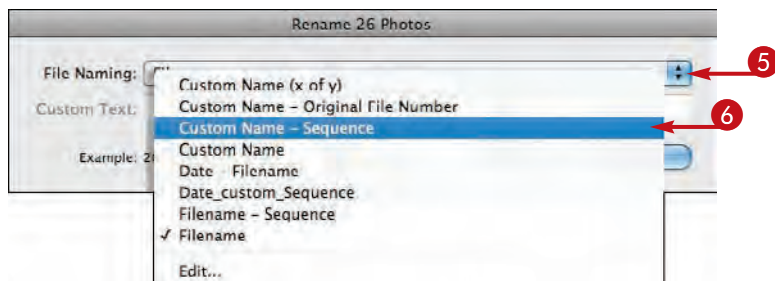 Rename 26 Photos
File Naming:
5
Custom Name (x of y)
Custom Text:
Custom Name – Original File Number
6
Custom Name – Sequence
Example: 20
Custom Name
Date – Filename
Date_custom_Sequence
Filename – Sequence
✓ Filename
Edit...